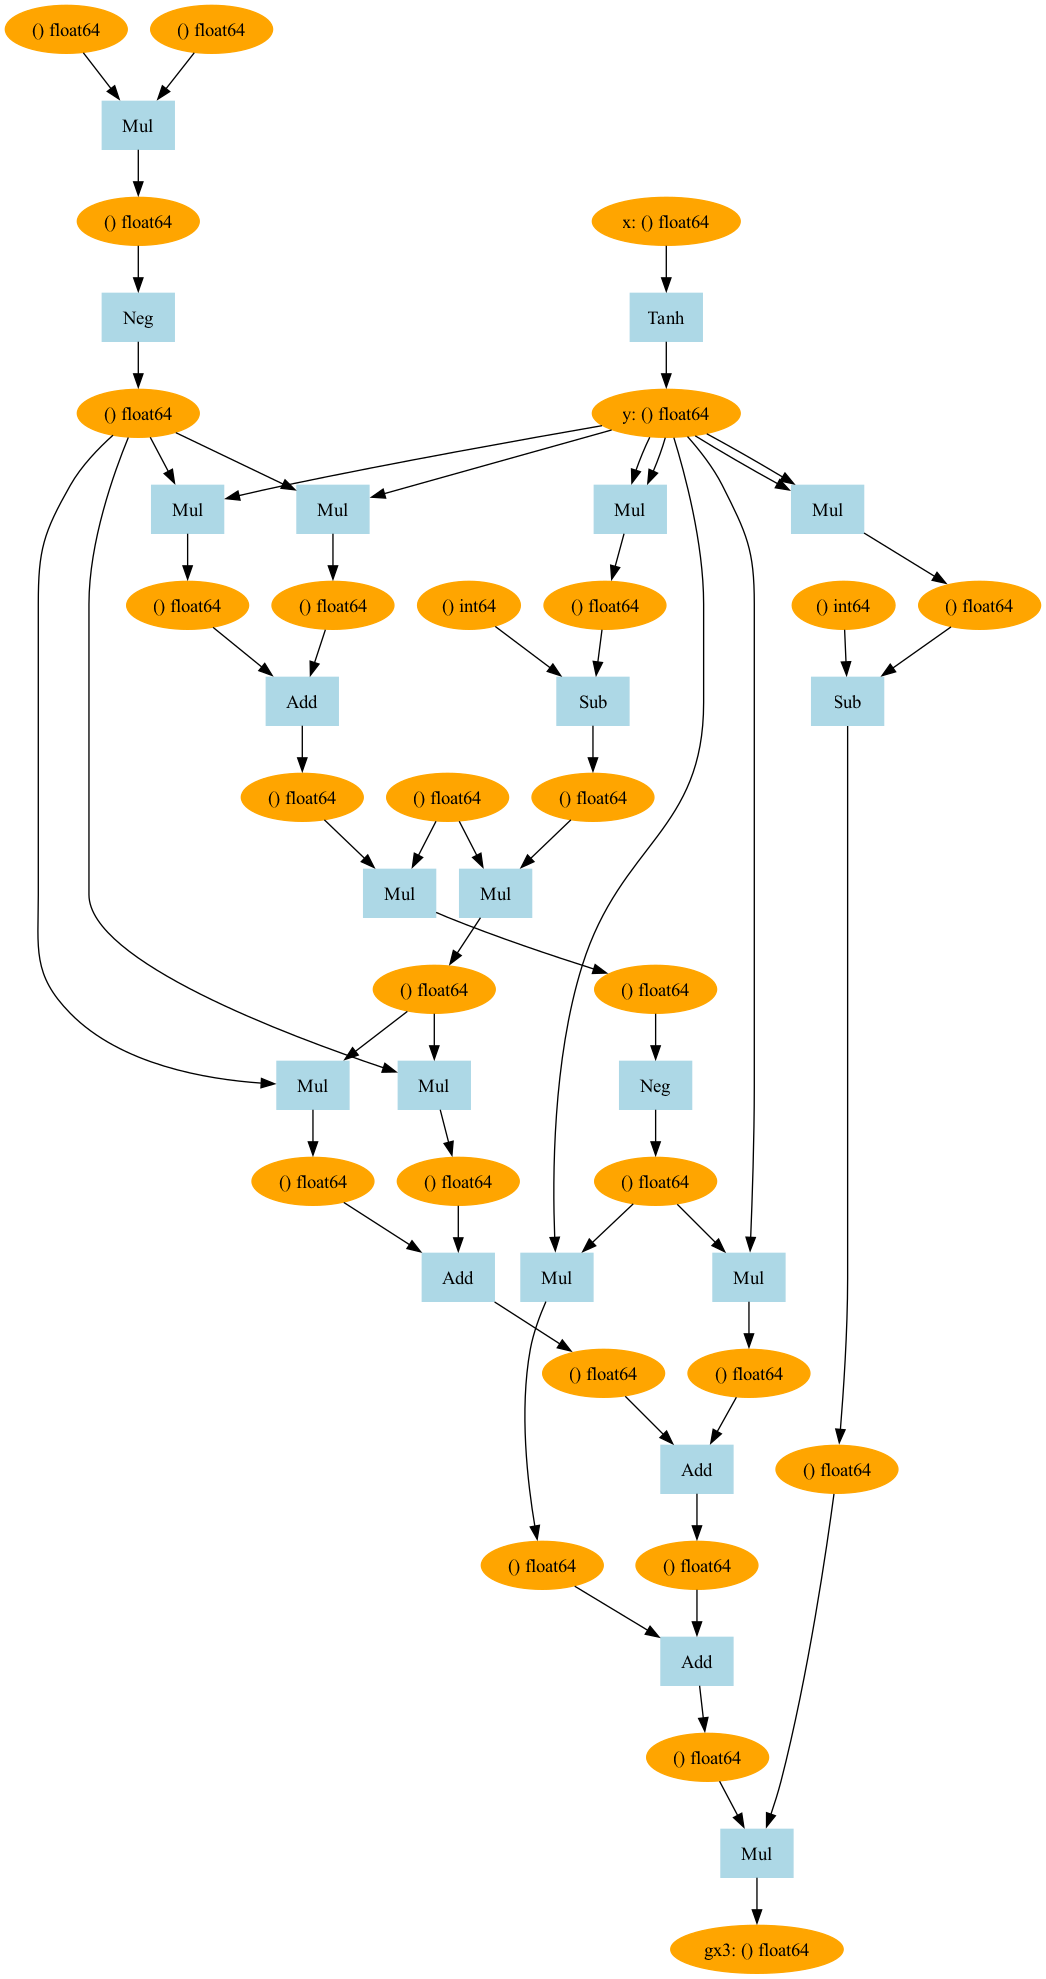 () float64
() float64
Mul
() float64
x: () float64
Neg
Tanh
() float64
y: () float64
Mul
Mul
Mul
Mul
() float64
() float64
() int64
() float64
() int64
() float64
Add
Sub
Sub
() float64
() float64
() float64
Mul
Mul
() float64
() float64
Mul
Mul
Neg
() float64
() float64
() float64
Add
Mul
Mul
() float64
() float64
Add
() float64
() float64
() float64
Add
() float64
Mul
gx3: () float64